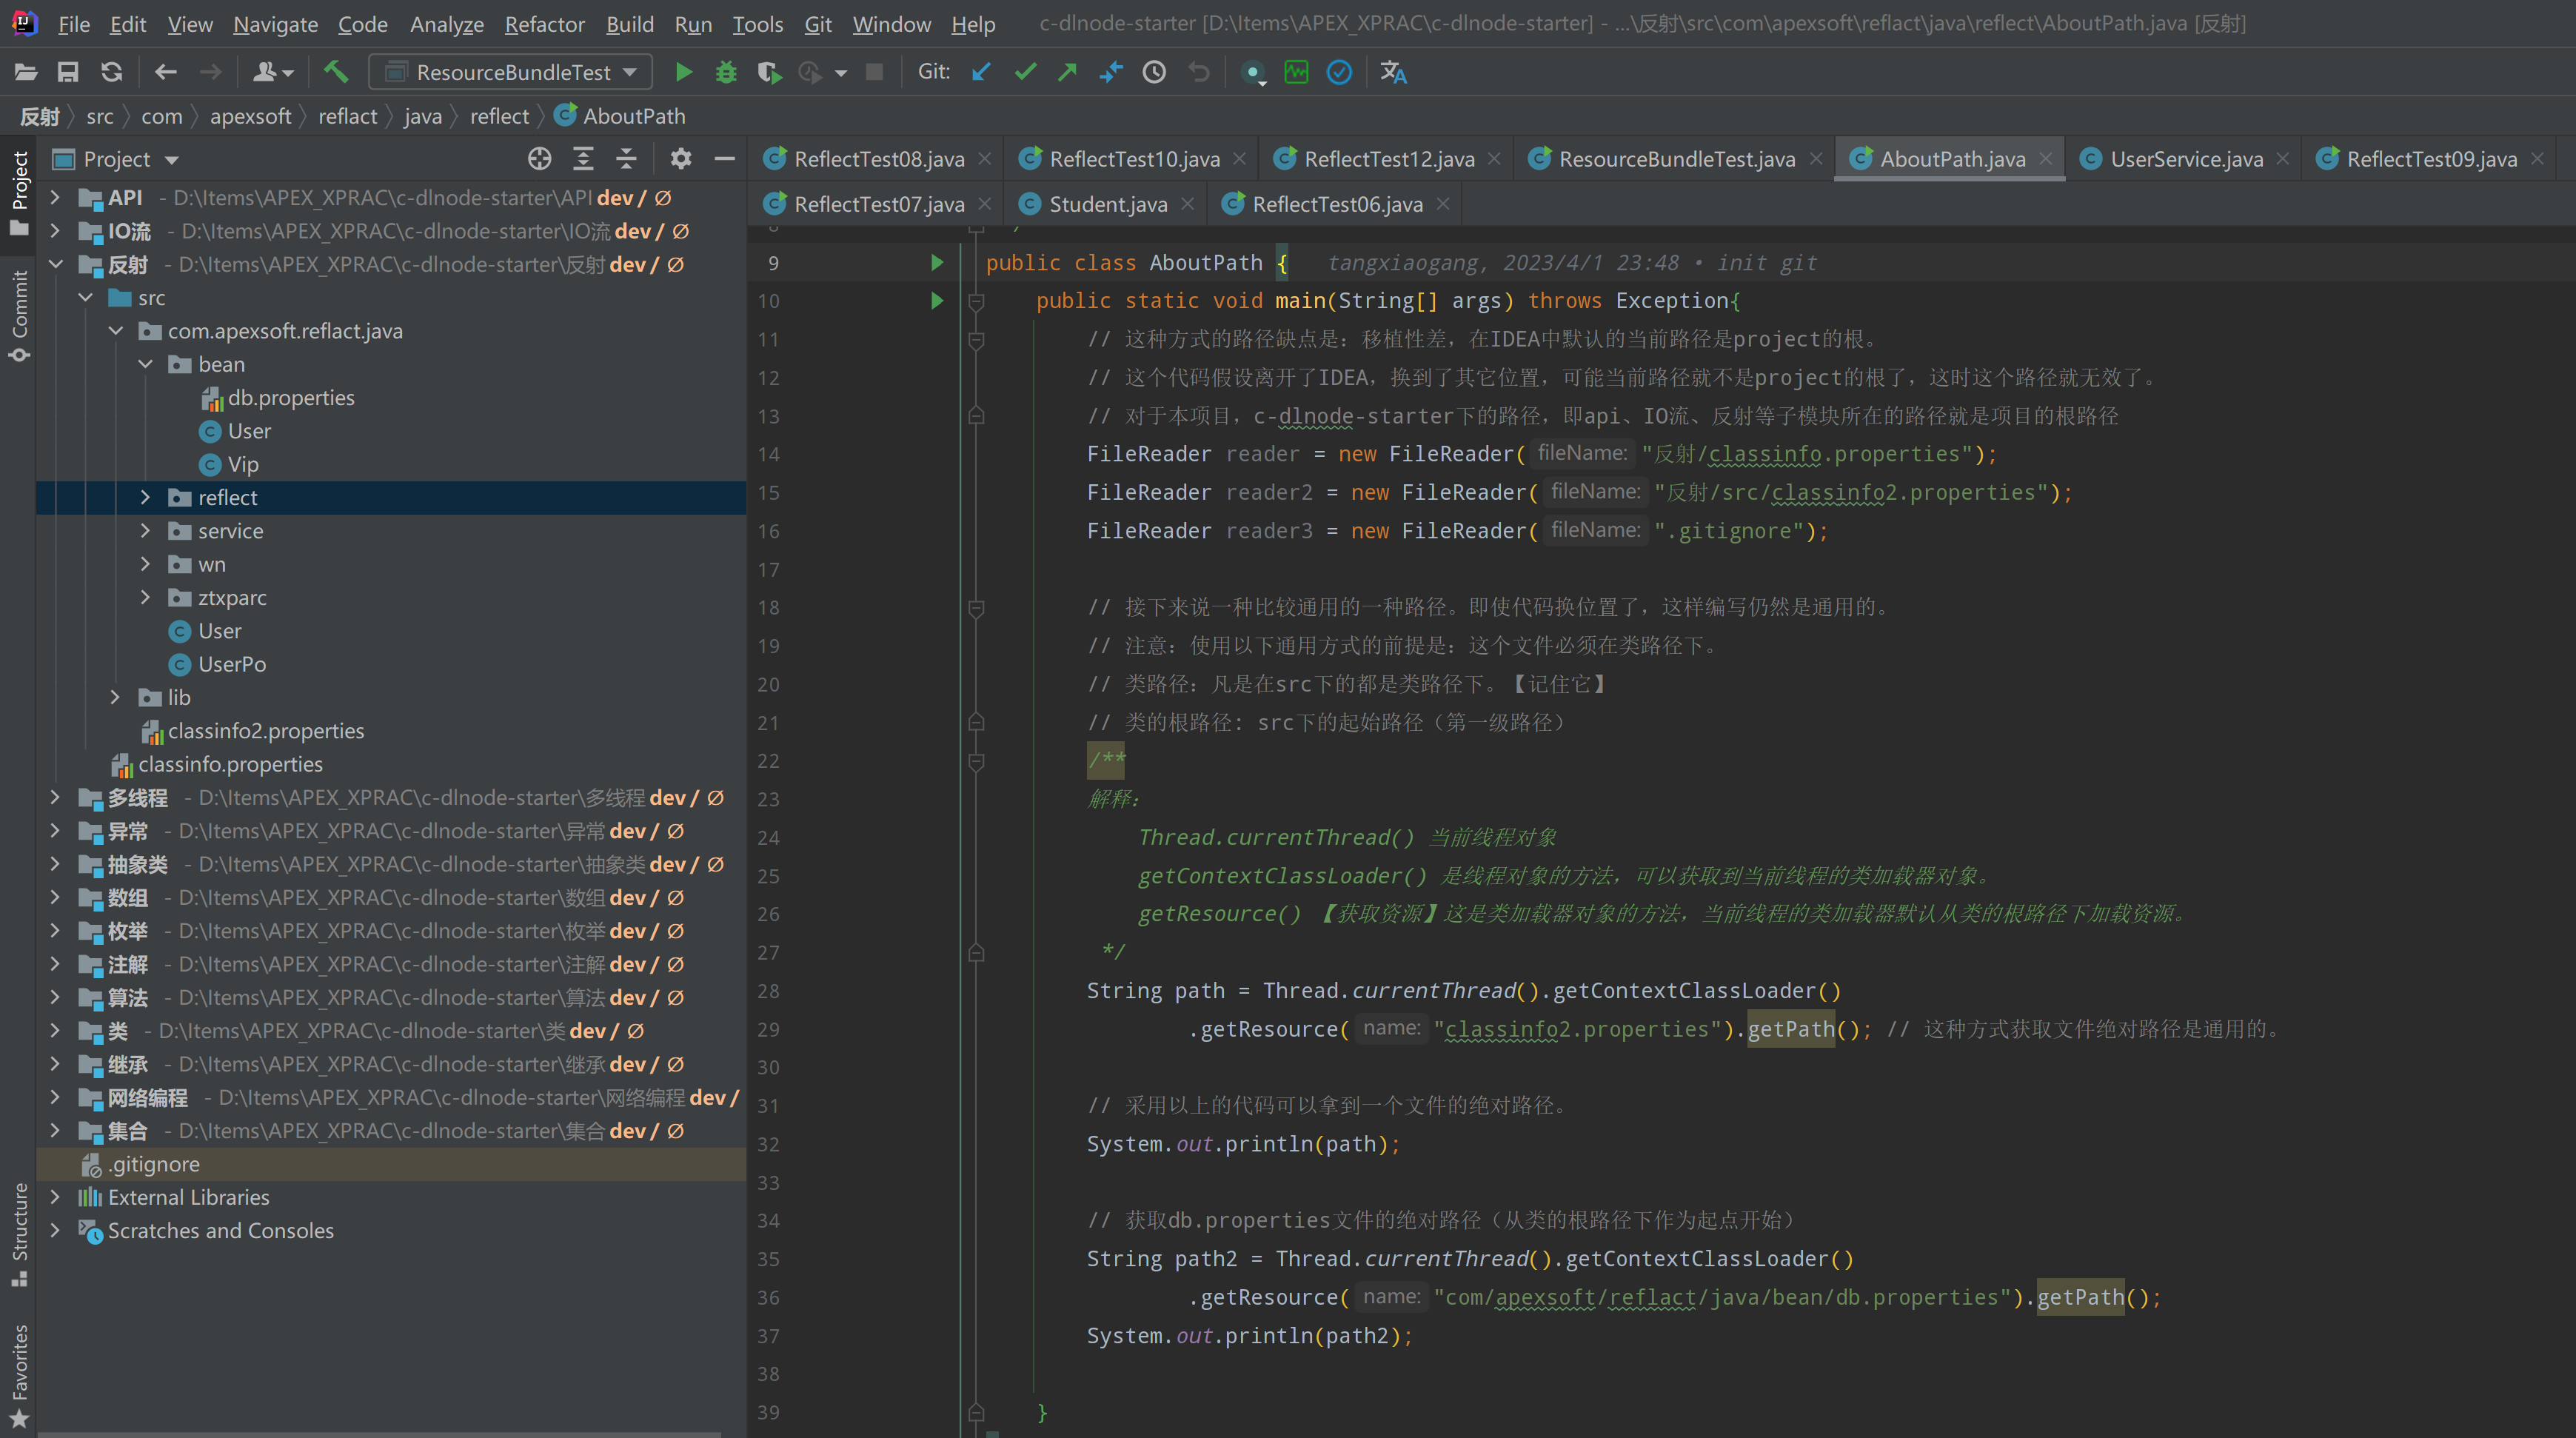 File Edit View Navigate Code Analyze Refactor Build Run Tools Git Window Help c-dlnode-starter [D:\Items\APEX_XPRAC\c-dlnode-starter] - ...\反射\src\com\apexsoft\reflact\java\reflect\AboutPath.java [反射]
ResourceBundleTest Git:
反射 src com apexsoft reflact java reflect AboutPath
Project
Commit
Structure
Favorites
Project
API - D:\Items\APEX_XPRAC\c-dlnode-starter\API dev / ∅
IO流 - D:\Items\APEX_XPRAC\c-dlnode-starter\IO流 dev / ∅
反射 - D:\Items\APEX_XPRAC\c-dlnode-starter\反射 dev / ∅
src
com.apexsoft.reflact.java
bean
db.properties
User
Vip
reflect
service
wn
ztxparc
User
UserPo
lib
classinfo2.properties
classinfo.properties
多线程 - D:\Items\APEX_XPRAC\c-dlnode-starter\多线程 dev / ∅
异常 - D:\Items\APEX_XPRAC\c-dlnode-starter\异常 dev / ∅
抽象类 - D:\Items\APEX_XPRAC\c-dlnode-starter\抽象类 dev / ∅
数组 - D:\Items\APEX_XPRAC\c-dlnode-starter\数组 dev / ∅
枚举 - D:\Items\APEX_XPRAC\c-dlnode-starter\枚举 dev / ∅
注解 - D:\Items\APEX_XPRAC\c-dlnode-starter\注解 dev / ∅
算法 - D:\Items\APEX_XPRAC\c-dlnode-starter\算法 dev / ∅
类 - D:\Items\APEX_XPRAC\c-dlnode-starter\类 dev / ∅
继承 - D:\Items\APEX_XPRAC\c-dlnode-starter\继承 dev / ∅
网络编程 - D:\Items\APEX_XPRAC\c-dlnode-starter\网络编程 dev /
集合 - D:\Items\APEX_XPRAC\c-dlnode-starter\集合 dev / ∅
.gitignore
External Libraries
Scratches and Consoles
ReflectTest08.java ReflectTest10.java ReflectTest12.java ResourceBundleTest.java AboutPath.java UserService.java ReflectTest09.java
ReflectTest07.java Student.java ReflectTest06.java
9 public class AboutPath { tangxiaogang, 2023/4/1 23:48 • init git
10 public static void main(String[] args) throws Exception{
11 // 这种方式的路径缺点是：移植性差，在IDEA中默认的当前路径是project的根。
12 // 这个代码假设离开了IDEA，换到了其它位置，可能当前路径就不是project的根了，这时这个路径就无效了。
13 // 对于本项目，c-dlnode-starter下的路径，即api、IO流、反射等子模块所在的路径就是项目的根路径
14 FileReader reader = new FileReader( fileName: "反射/classinfo.properties");
15 FileReader reader2 = new FileReader( fileName: "反射/src/classinfo2.properties");
16 FileReader reader3 = new FileReader( fileName: ".gitignore");
17
18 // 接下来说一种比较通用的一种路径。即使代码换位置了，这样编写仍然是通用的。
19 // 注意：使用以下通用方式的前提是：这个文件必须在类路径下。
20 // 类路径：凡是在src下的都是类路径下。【记住它】
21 // 类的根路径: src下的起始路径（第一级路径）
22 /**
23 解释：
24 Thread.currentThread() 当前线程对象
25 getContextClassLoader() 是线程对象的方法，可以获取到当前线程的类加载器对象。
26 getResource() 【获取资源】这是类加载器对象的方法，当前线程的类加载器默认从类的根路径下加载资源。
27 */
28 String path = Thread.currentThread().getContextClassLoader()
29 .getResource( name: "classinfo2.properties").getPath(); // 这种方式获取文件绝对路径是通用的。
30
31 // 采用以上的代码可以拿到一个文件的绝对路径。
32 System.out.println(path);
33
34 // 获取db.properties文件的绝对路径（从类的根路径下作为起点开始）
35 String path2 = Thread.currentThread().getContextClassLoader()
36 .getResource( name: "com/apexsoft/reflact/java/bean/db.properties").getPath();
37 System.out.println(path2);
38
39 }